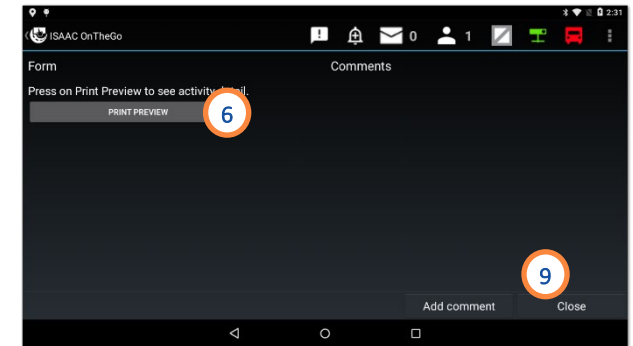 2:31
ISAAC OnTheGo 0 1
Form Comments
Press on Print Preview to see activity detail.
PRINT PREVIEW 6
9
Add comment Close